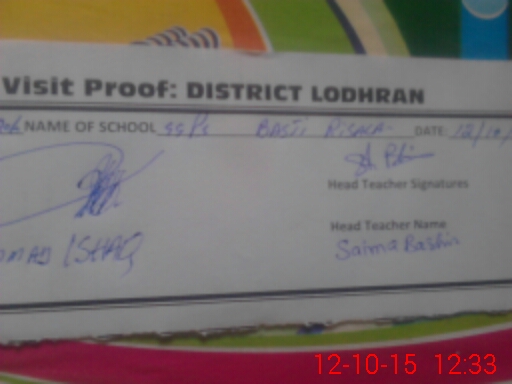 Visit Proof: DISTRICT LODHRAN
NAME OF SCHOOL GGPS BASTI RISALA DATE: 12/10/
Head Teacher Signatures
Head Teacher Name
Salma Bashir
ISHAQ
12-10-15 12:33